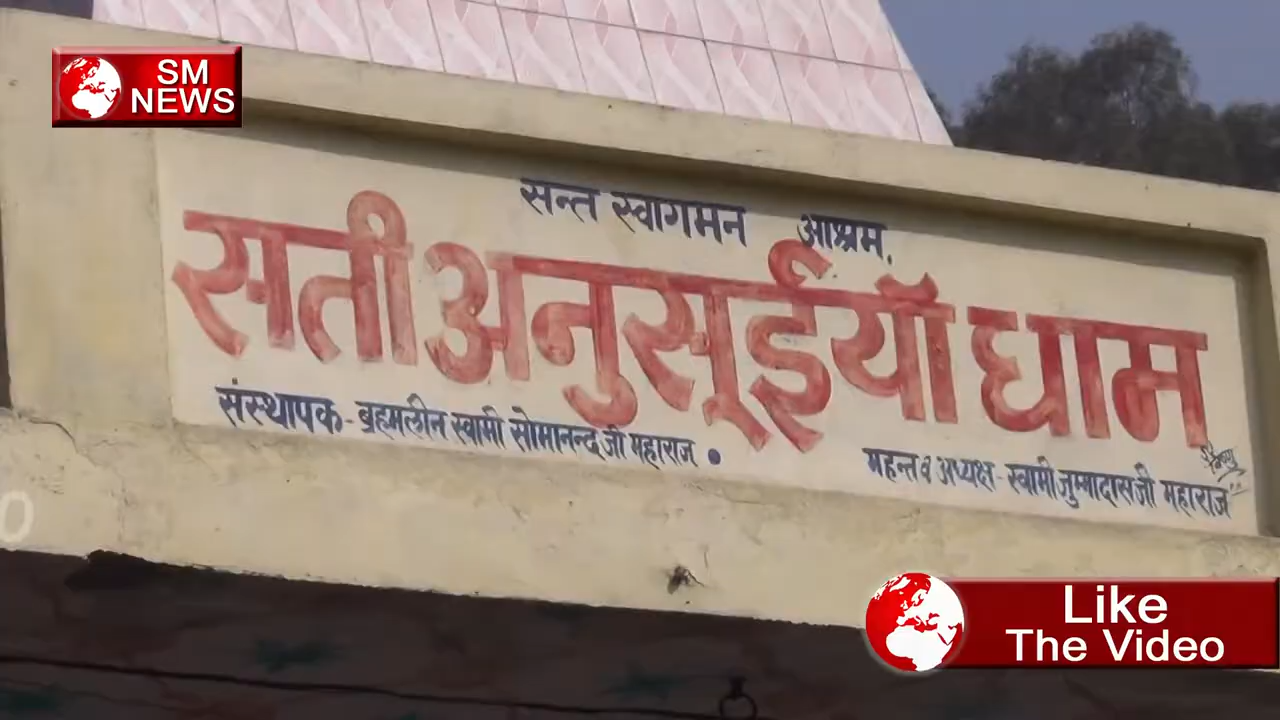 SM
NEWS
सन्त स्वागमन आश्रम.
सती अनुसूईयॉ धाम
संस्थापक - ब्रह्मलीन स्वामी सोमानन्द जी महाराज •
महन्त व अध्यक्ष - स्वामी जुम्मादास जी महाराज
Like
The Video